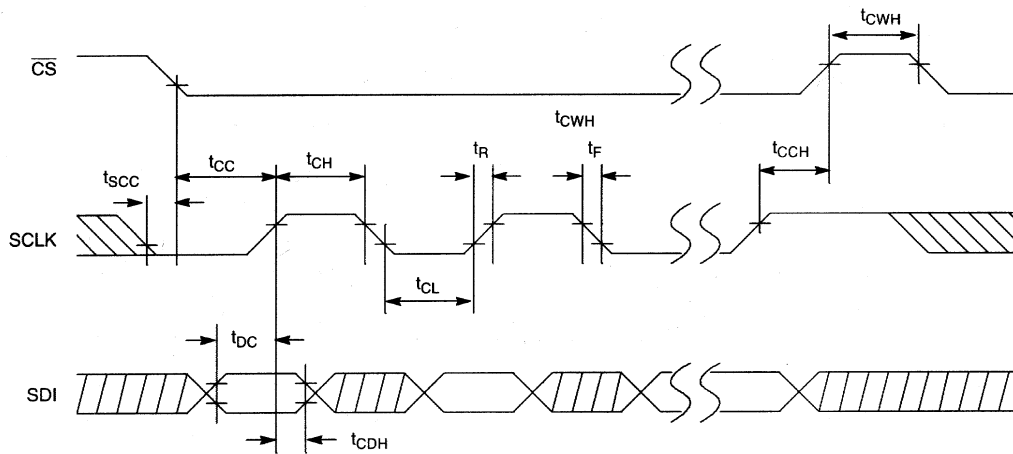 tCWH
CS
tCWH
tCC
tCH
tR
tF
tCCH
tSCC
SCLK
tCL
tDC
SDI
tCDH